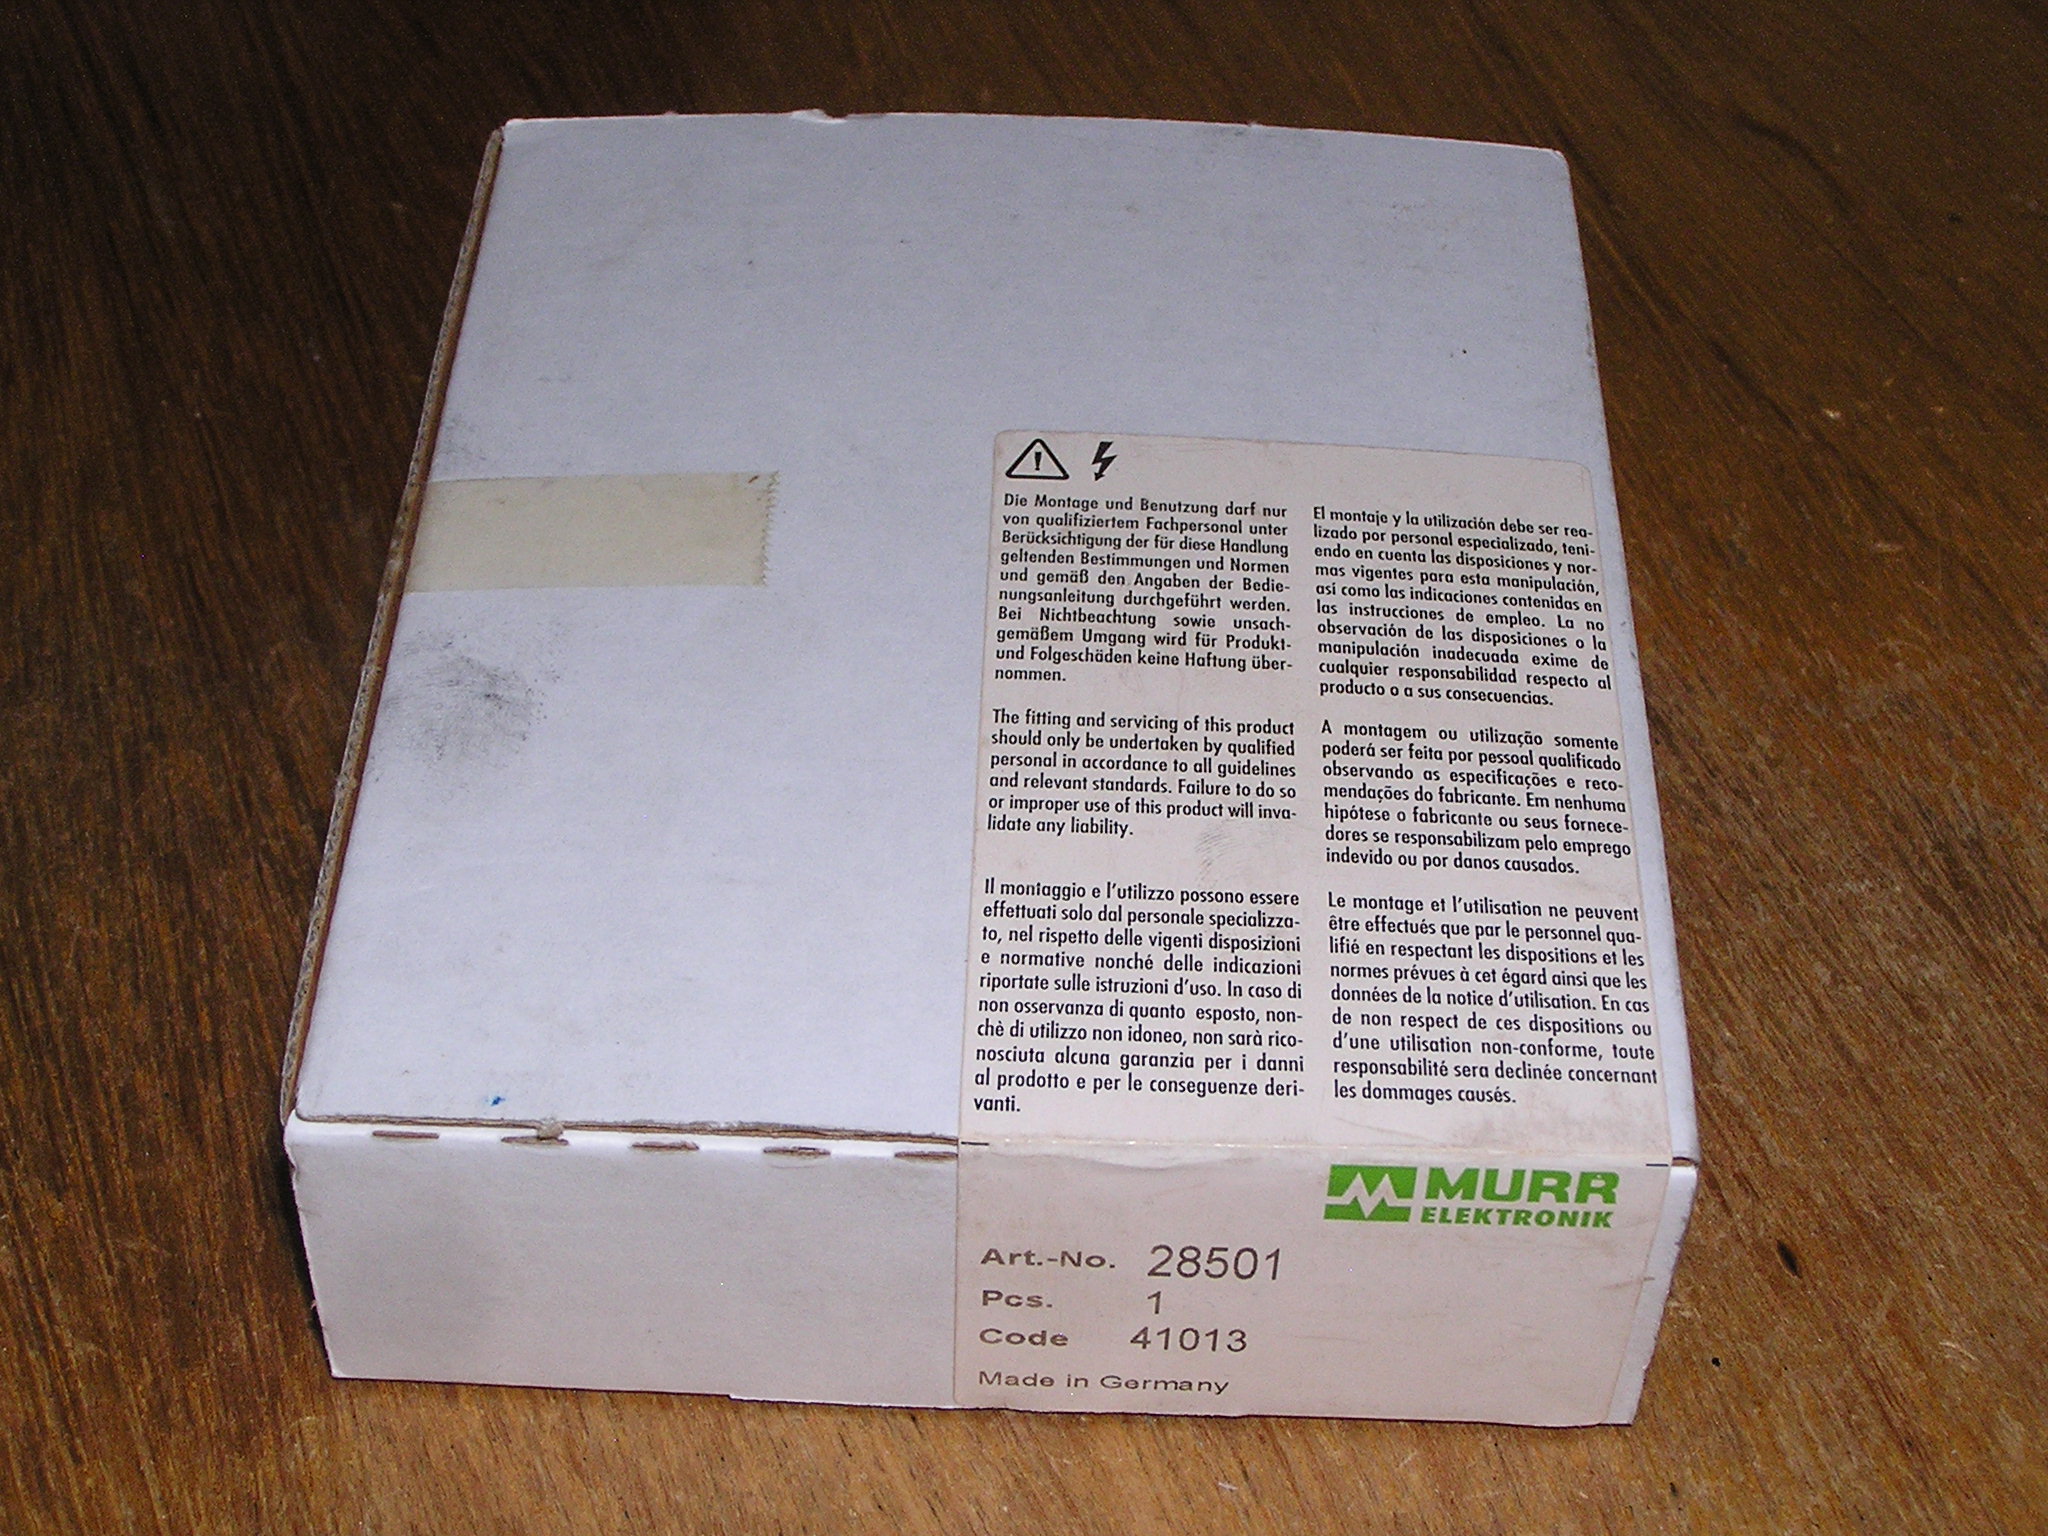 Die Montage und Benutzung darf nur
von qualifiziertem Fachpersonal unter
Berücksichtigung der für diese Handlung
geltenden Bestimmungen und Normen
und gemäß den Angaben der Bedie-
nungsanleitung durchgeführt werden.
Bei Nichtbeachtung sowie unsach-
gemäßem Umgang wird für Produkt-
und Folgeschäden keine Haftung über-
nommen.
The fitting and servicing of this product
should only be undertaken by qualified
personal in accordance to all guidelines
and relevant standards. Failure to do so
or improper use of this product will inva-
lidate any liability.
Il montaggio e l'utilizzo possono essere
effettuati solo dal personale specializza-
to, nel rispetto delle vigenti disposizioni
e normative nonché delle indicazioni
riportate sulle istruzioni d'uso. In caso di
non osservanza di quanto esposto, non-
chè di utilizzo non idoneo, non sarà rico-
nosciuta alcuna garanzia per i danni
al prodotto e per le conseguenze deri-
vanti.
El montaje y la utilización debe ser rea-
lizado por personal especializado, teni-
endo en cuenta las disposiciones y nor-
mas vigentes para esta manipulación,
así como las indicaciones contenidas en
las instrucciones de empleo. La no
observación de las disposiciones o la
manipulación inadecuada exime de
cualquier responsabilidad respecto al
producto o a sus consecuencias.
A montagem ou utilização somente
poderá ser feita por pessoal qualificado
observando as especificações e reco-
mendações do fabricante. Em nenhuma
hipótese o fabricante ou seus fornece-
dores se responsabilizam pelo emprego
indevido ou por danos causados.
Le montage et l'utilisation ne peuvent
être effectués que par le personnel qua-
lifié en respectant les dispositions et les
normes prévues à cet égard ainsi que les
données de la notice d'utilisation. En cas
de non respect de ces dispositions ou
d'une utilisation non-conforme, toute
responsabilité sera declinée concernant
les dommages causés.
MURR
ELEKTRONIK
Art.-No. 28501
Pcs. 1
Code 41013
Made in Germany